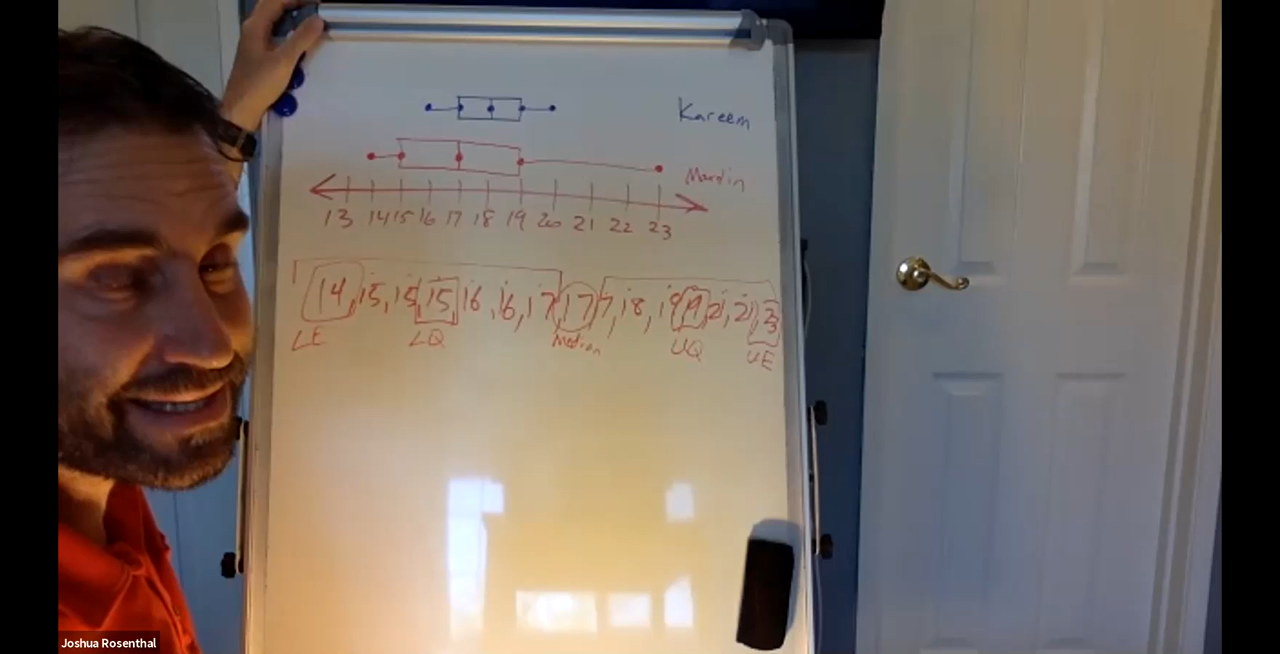 Kareem
Martin
13 14 15 16 17 18 19 20 21 22 23
14, 15, 15, 15, 16, 16, 17, 17, 17, 18, 19, 19, 21, 21, 23
LE LQ Median UQ UE
Joshua Rosenthal